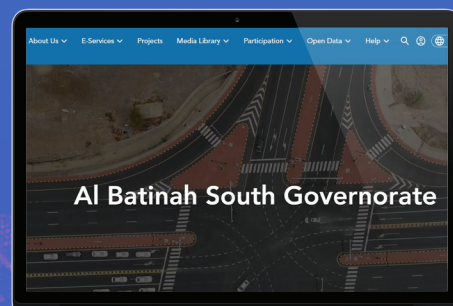 About Us E-Services Projects Media Library Participation Open Data Help
Al Batinah South Governorate